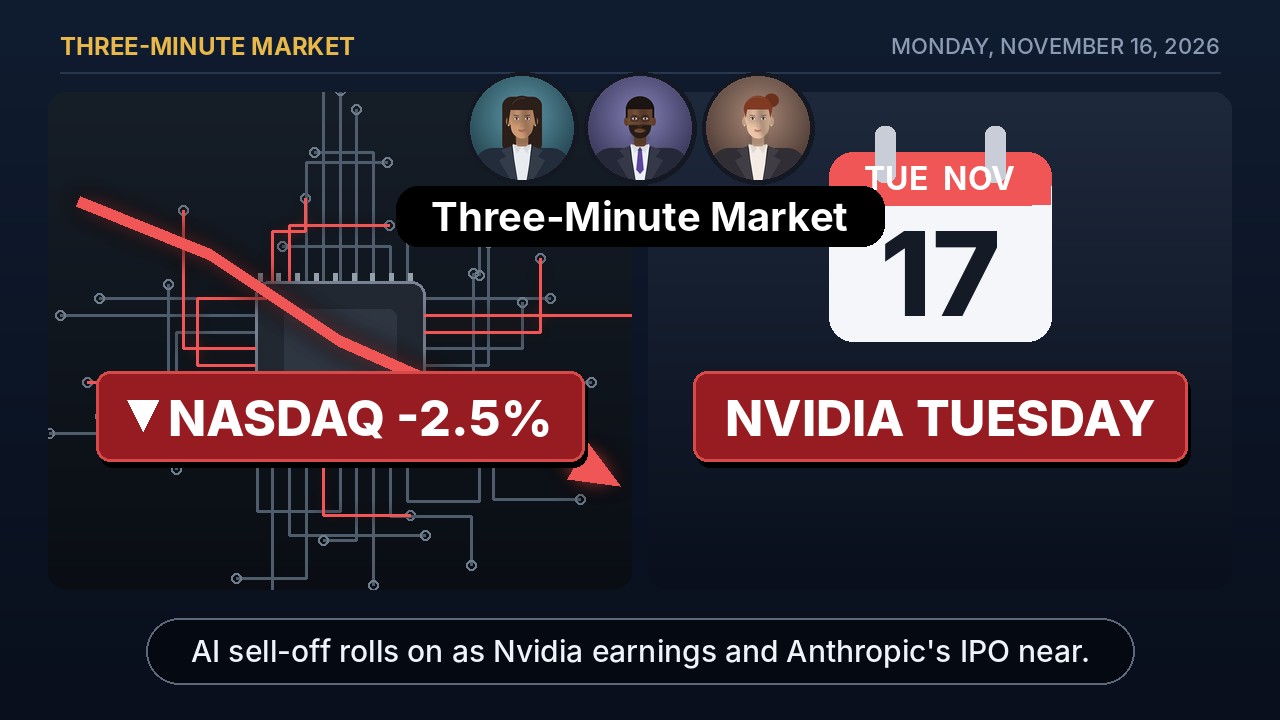 THREE-MINUTE MARKET
MONDAY, NOVEMBER 16, 2026
Three-Minute Market
TUE NOV
17
▼NASDAQ -2.5%
NVIDIA TUESDAY
AI sell-off rolls on as Nvidia earnings and Anthropic's IPO near.